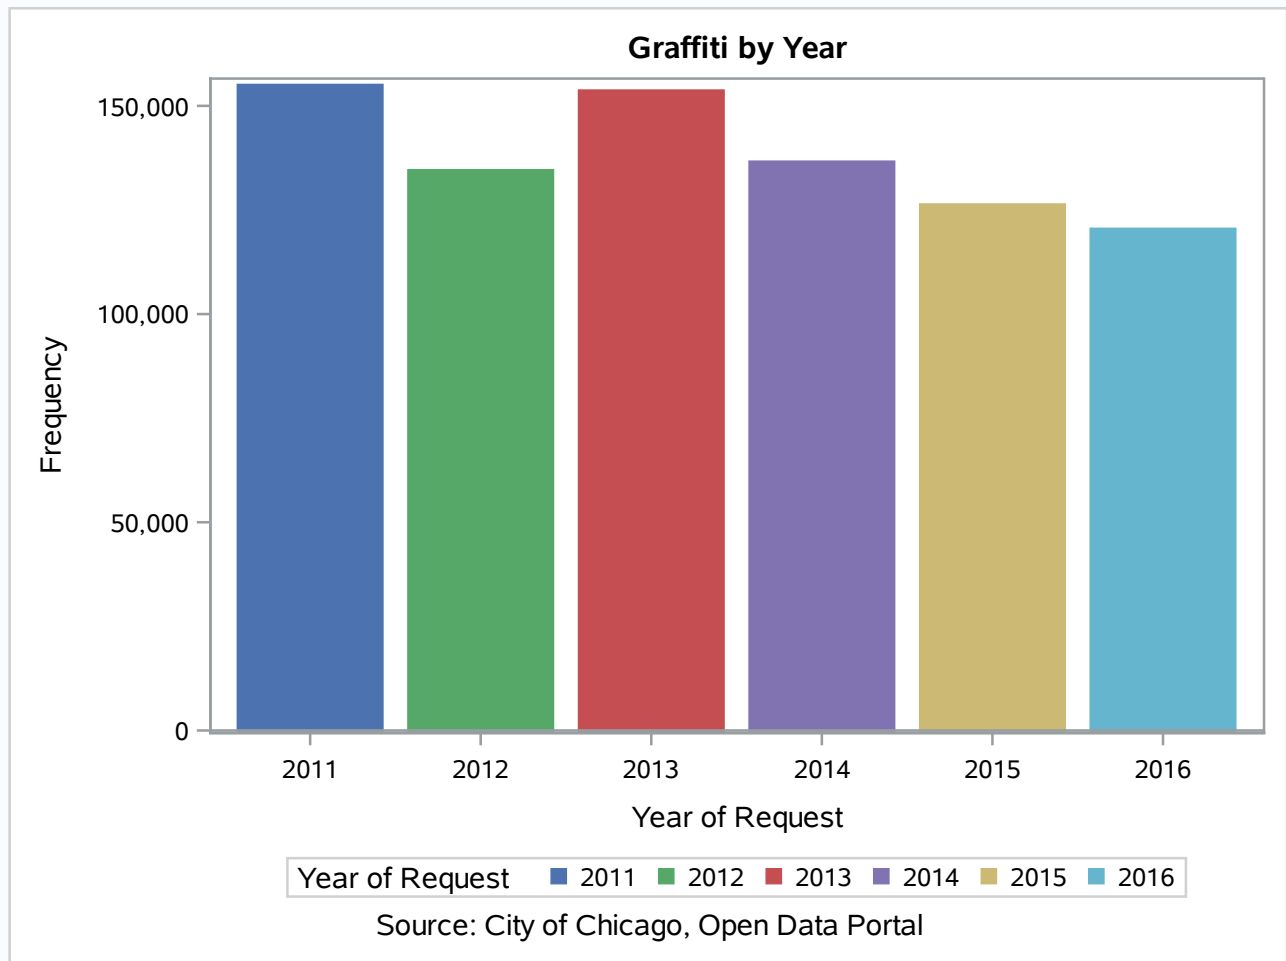 Graffiti by Year
150,000
100,000
50,000
0
Frequency
2011 2012 2013 2014 2015 2016
Year of Request
Year of Request 2011 2012 2013 2014 2015 2016
Source: City of Chicago, Open Data Portal